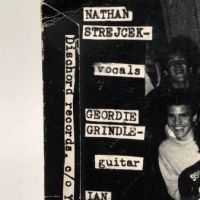 NATHAN
STREJCEK-
vocals
GEORDIE
GRINDLE-
guitar
IAN
Dischord records, c/o